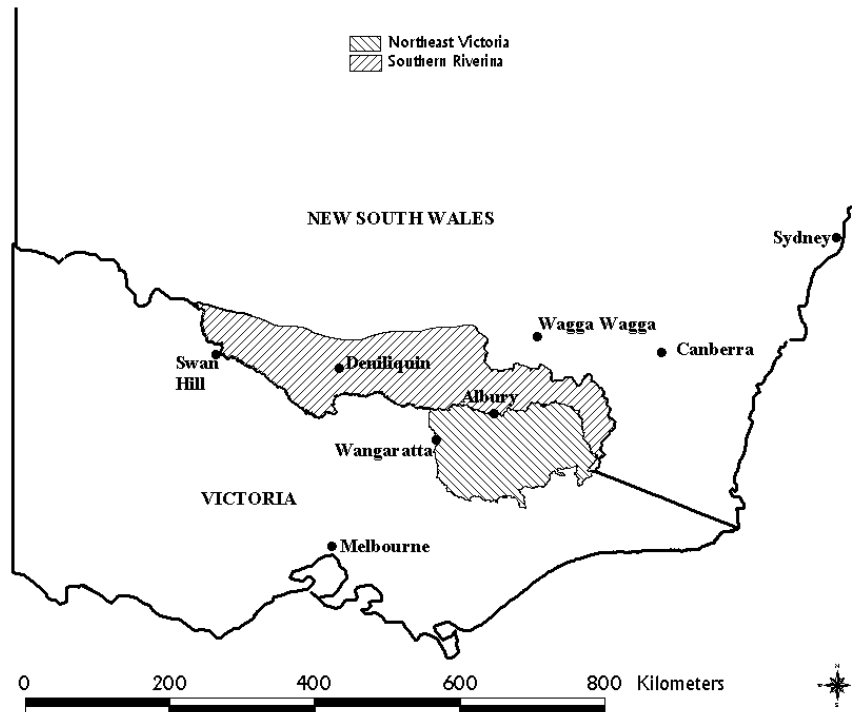 Northeast Victoria
Southern Riverina
NEW SOUTH WALES
Sydney
Wagga Wagga
Canberra
Swan
Hill
Deniliquin
Albury
Wangaratta
VICTORIA
Melbourne
0 200 400 600 800 Kilometers
N
S